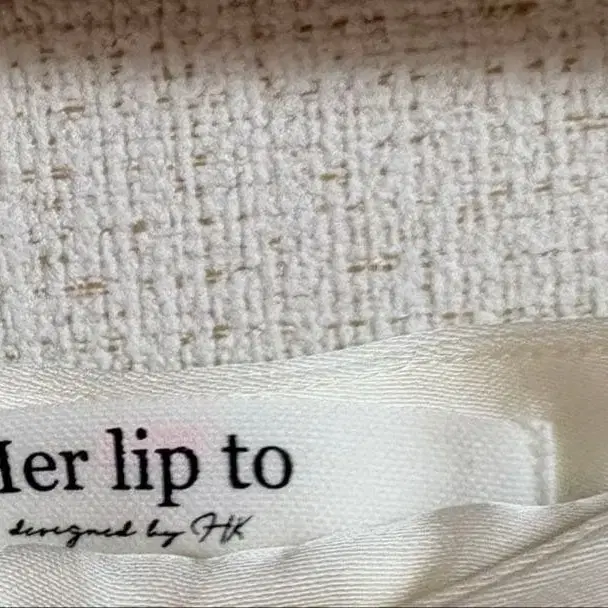 Her lip to
designed by HK